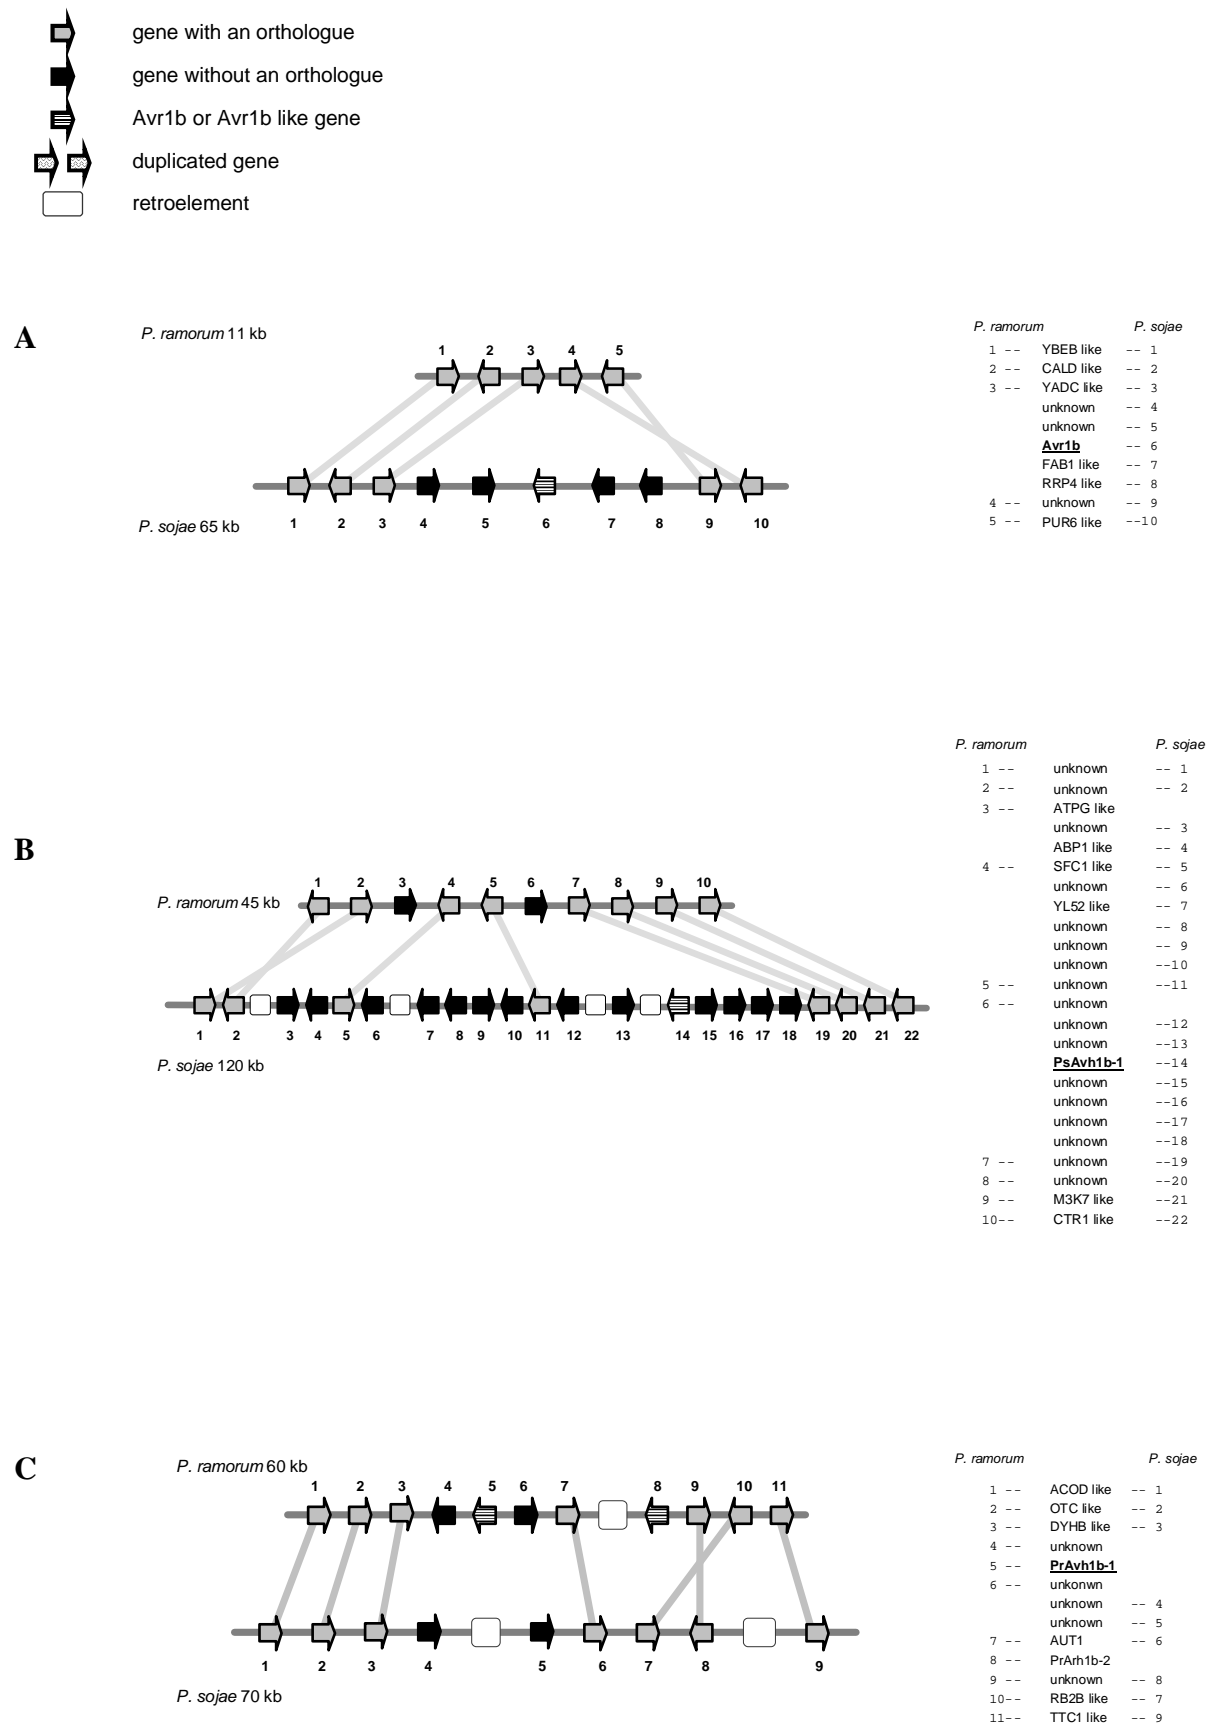 gene with an orthologue
gene without an orthologue
Avr1b or Avr1b like gene
duplicated gene
retroelement
A
P. ramorum 11 kb
1 2 3 4 5
1 2 3 4 5 6 7 8 9 10
P. sojae 65 kb
P. ramorum P. sojae
1 -- YBEB like -- 1
2 -- CALD like -- 2
3 -- YADC like -- 3
unknown -- 4
unknown -- 5
Avr1b -- 6
FAB1 like -- 7
RRP4 like -- 8
4 -- unknown -- 9
5 -- PUR6 like --10
B
P. ramorum 45 kb
1 2 3 4 5 6 7 8 9 10
1 2 3 4 5 6 7 8 9 10 11 12 13 14 15 16 17 18 19 20 21 22
P. sojae 120 kb
P. ramorum P. sojae
1 -- unknown -- 1
2 -- unknown -- 2
3 -- ATPG like
unknown -- 3
ABP1 like -- 4
4 -- SFC1 like -- 5
unknown -- 6
YL52 like -- 7
unknown -- 8
unknown -- 9
unknown --10
5 -- unknown --11
6 -- unknown
unknown --12
unknown --13
PsAvh1b-1 --14
unknown --15
unknown --16
unknown --17
unknown --18
7 -- unknown --19
8 -- unknown --20
9 -- M3K7 like --21
10-- CTR1 like --22
C
P. ramorum 60 kb
1 2 3 4 5 6 7 8 9 10 11
1 2 3 4 5 6 7 8 9
P. sojae 70 kb
P. ramorum P. sojae
1 -- ACOD like -- 1
2 -- OTC like -- 2
3 -- DYHB like -- 3
4 -- unknown
5 -- PrAvh1b-1
6 -- unkonwn
unknown -- 4
unknown -- 5
7 -- AUT1 -- 6
8 -- PrArh1b-2
9 -- unknown -- 8
10-- RB2B like -- 7
11-- TTC1 like -- 9